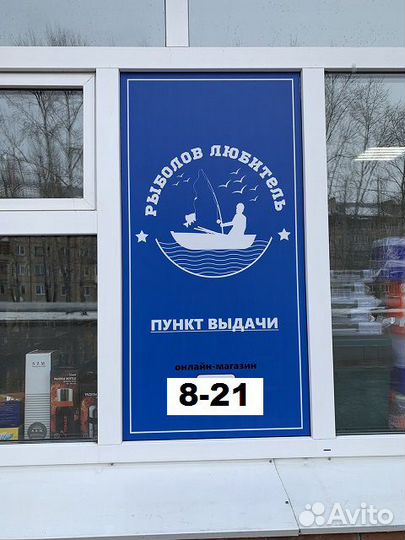 РЫБОЛОВ ЛЮБИТЕЛЬ
ПУНКТ ВЫДАЧИ
онлайн-магазин
8-21
Avito